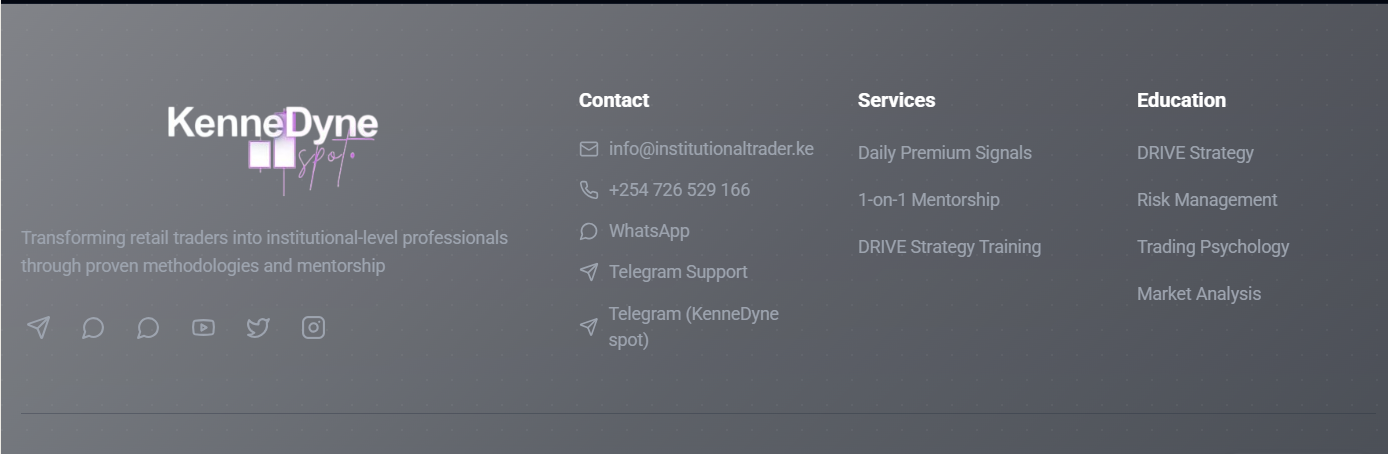 KenneDyne
spot
Transforming retail traders into institutional-level professionals
through proven methodologies and mentorship
Contact
info@institutionaltrader.ke
+254 726 529 166
WhatsApp
Telegram Support
Telegram (KenneDyne
spot)
Services
Daily Premium Signals
1-on-1 Mentorship
DRIVE Strategy Training
Education
DRIVE Strategy
Risk Management
Trading Psychology
Market Analysis